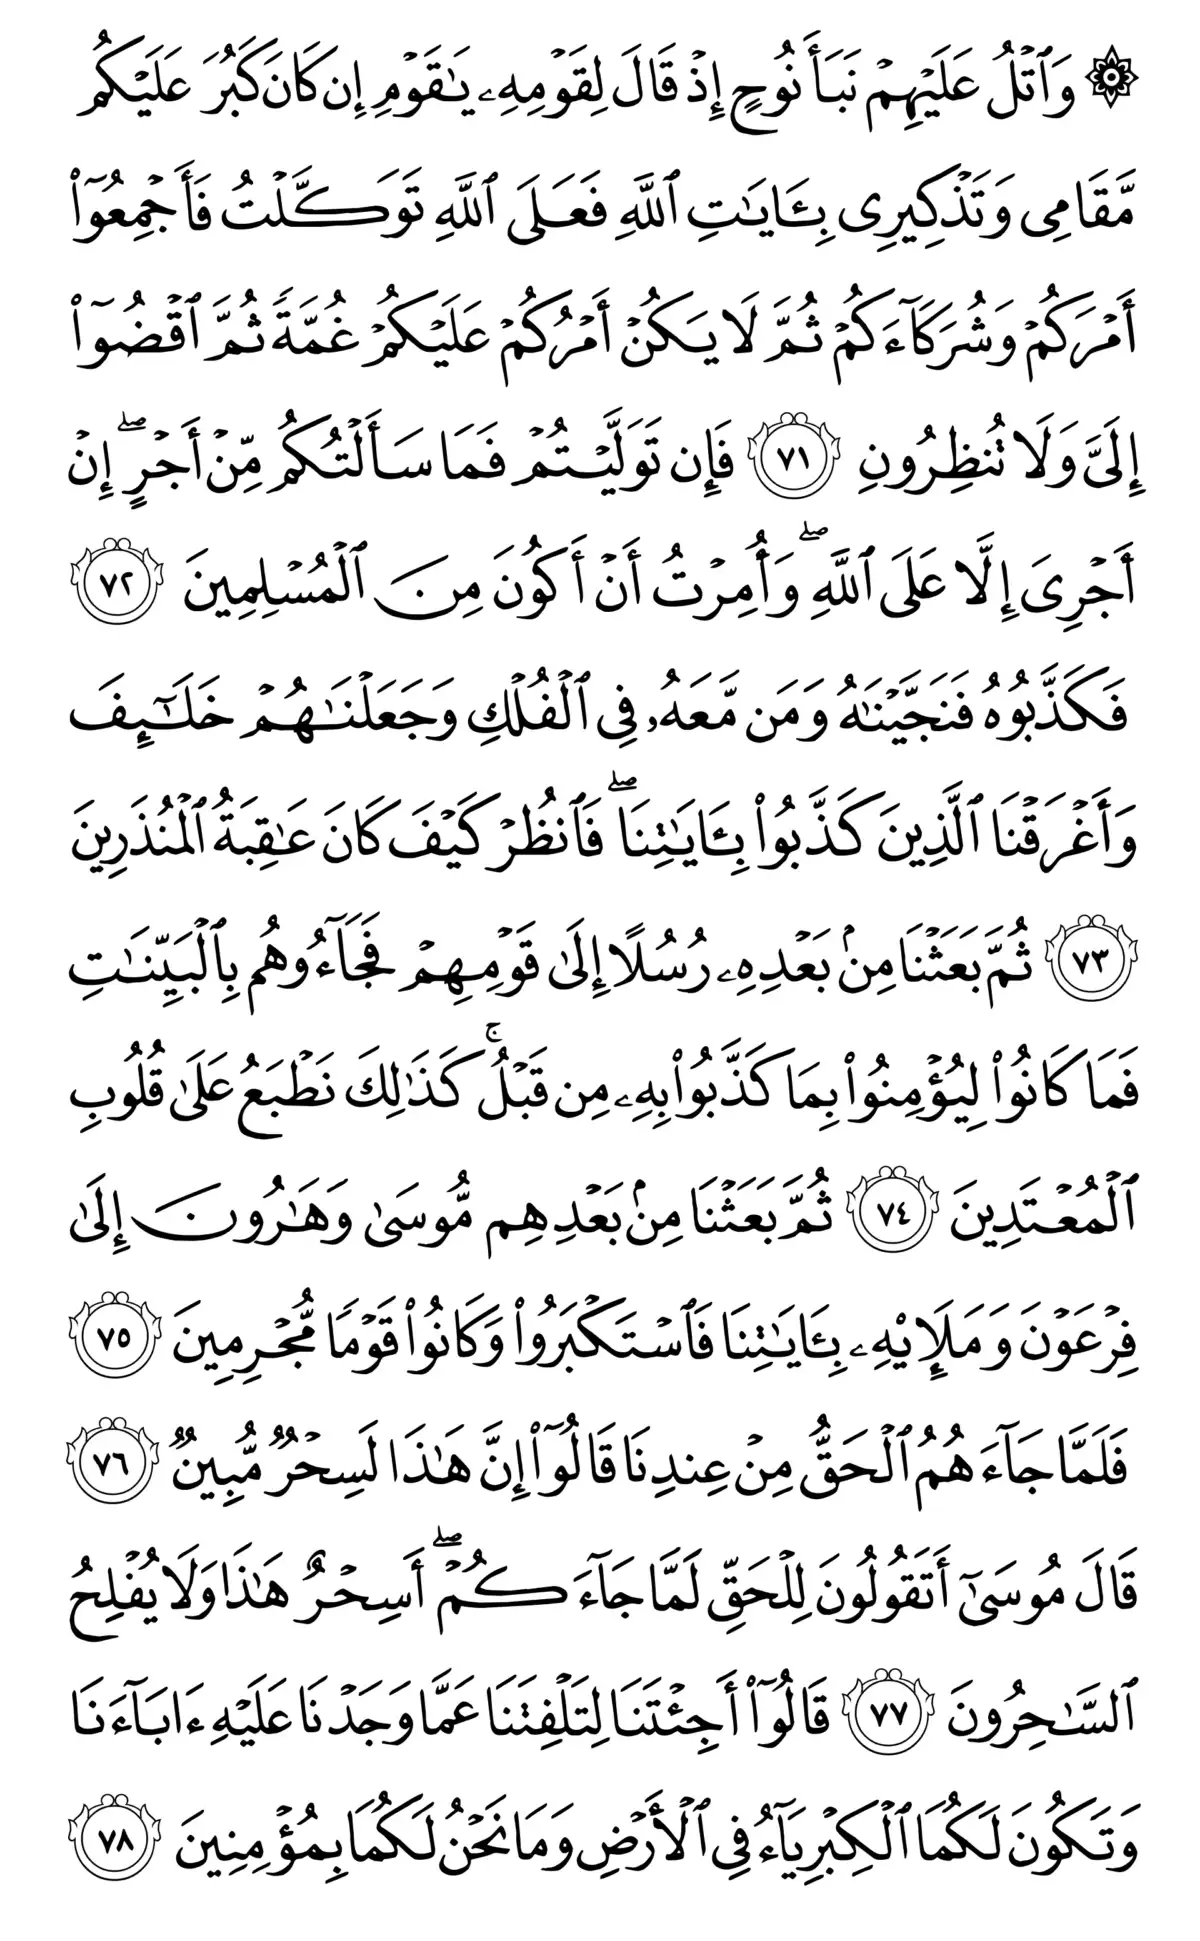 ۞ وَٱتْلُ عَلَيْهِمْ نَبَأَ نُوحٍ إِذْ قَالَ لِقَوْمِهِۦ يَٰقَوْمِ إِن كَانَ كَبُرَ عَلَيْكُم
مَّقَامِى وَتَذْكِيرِى بِـَٔايَٰتِ ٱللَّهِ فَعَلَى ٱللَّهِ تَوَكَّلْتُ فَأَجْمِعُوٓا۟
أَمْرَكُمْ وَشُرَكَآءَكُمْ ثُمَّ لَا يَكُنْ أَمْرُكُمْ عَلَيْكُمْ غُمَّةً ثُمَّ ٱقْضُوٓا۟
إِلَىَّ وَلَا تُنظِرُونِ ٧١ فَإِن تَوَلَّيْتُمْ فَمَا سَأَلْتُكُم مِّنْ أَجْرٍ ۖ إِنْ
أَجْرِىَ إِلَّا عَلَى ٱللَّهِ ۖ وَأُمِرْتُ أَنْ أَكُونَ مِنَ ٱلْمُسْلِمِينَ ٧٢
فَكَذَّبُوهُ فَنَجَّيْنَٰهُ وَمَن مَّعَهُۥ فِى ٱلْفُلْكِ وَجَعَلْنَٰهُمْ خَلَٰٓئِفَ
وَأَغْرَقْنَا ٱلَّذِينَ كَذَّبُوا۟ بِـَٔايَٰتِنَا ۖ فَٱنظُرْ كَيْفَ كَانَ عَٰقِبَةُ ٱلْمُنذَرِينَ
٧٣ ثُمَّ بَعَثْنَا مِنۢ بَعْدِهِۦ رُسُلًا إِلَىٰ قَوْمِهِمْ فَجَآءُوهُم بِٱلْبَيِّنَٰتِ
فَمَا كَانُوا۟ لِيُؤْمِنُوا۟ بِمَا كَذَّبُوا۟ بِهِۦ مِن قَبْلُ ۚ كَذَٰلِكَ نَطْبَعُ عَلَىٰ قُلُوبِ
ٱلْمُعْتَدِينَ ٧٤ ثُمَّ بَعَثْنَا مِنۢ بَعْدِهِم مُّوسَىٰ وَهَٰرُونَ إِلَىٰ
فِرْعَوْنَ وَمَلَإِي۟هِۦ بِـَٔايَٰتِنَا فَٱسْتَكْبَرُوا۟ وَكَانُوا۟ قَوْمًا مُّجْرِمِينَ ٧٥
فَلَمَّا جَآءَهُمُ ٱلْحَقُّ مِنْ عِندِنَا قَالُوٓا۟ إِنَّ هَٰذَا لَسِحْرٌ مُّبِينٌ ٧٦
قَالَ مُوسَىٰٓ أَتَقُولُونَ لِلْحَقِّ لَمَّا جَآءَكُمْ ۖ أَسِحْرٌ هَٰذَا وَلَا يُفْلِحُ
ٱلسَّٰحِرُونَ ٧٧ قَالُوٓا۟ أَجِئْتَنَا لِتَلْفِتَنَا عَمَّا وَجَدْنَا عَلَيْهِ ءَابَآءَنَا
وَتَكُونَ لَكُمَا ٱلْكِبْرِيَآءُ فِى ٱلْأَرْضِ وَمَا نَحْنُ لَكُمَا بِمُؤْمِنِينَ ٧٨